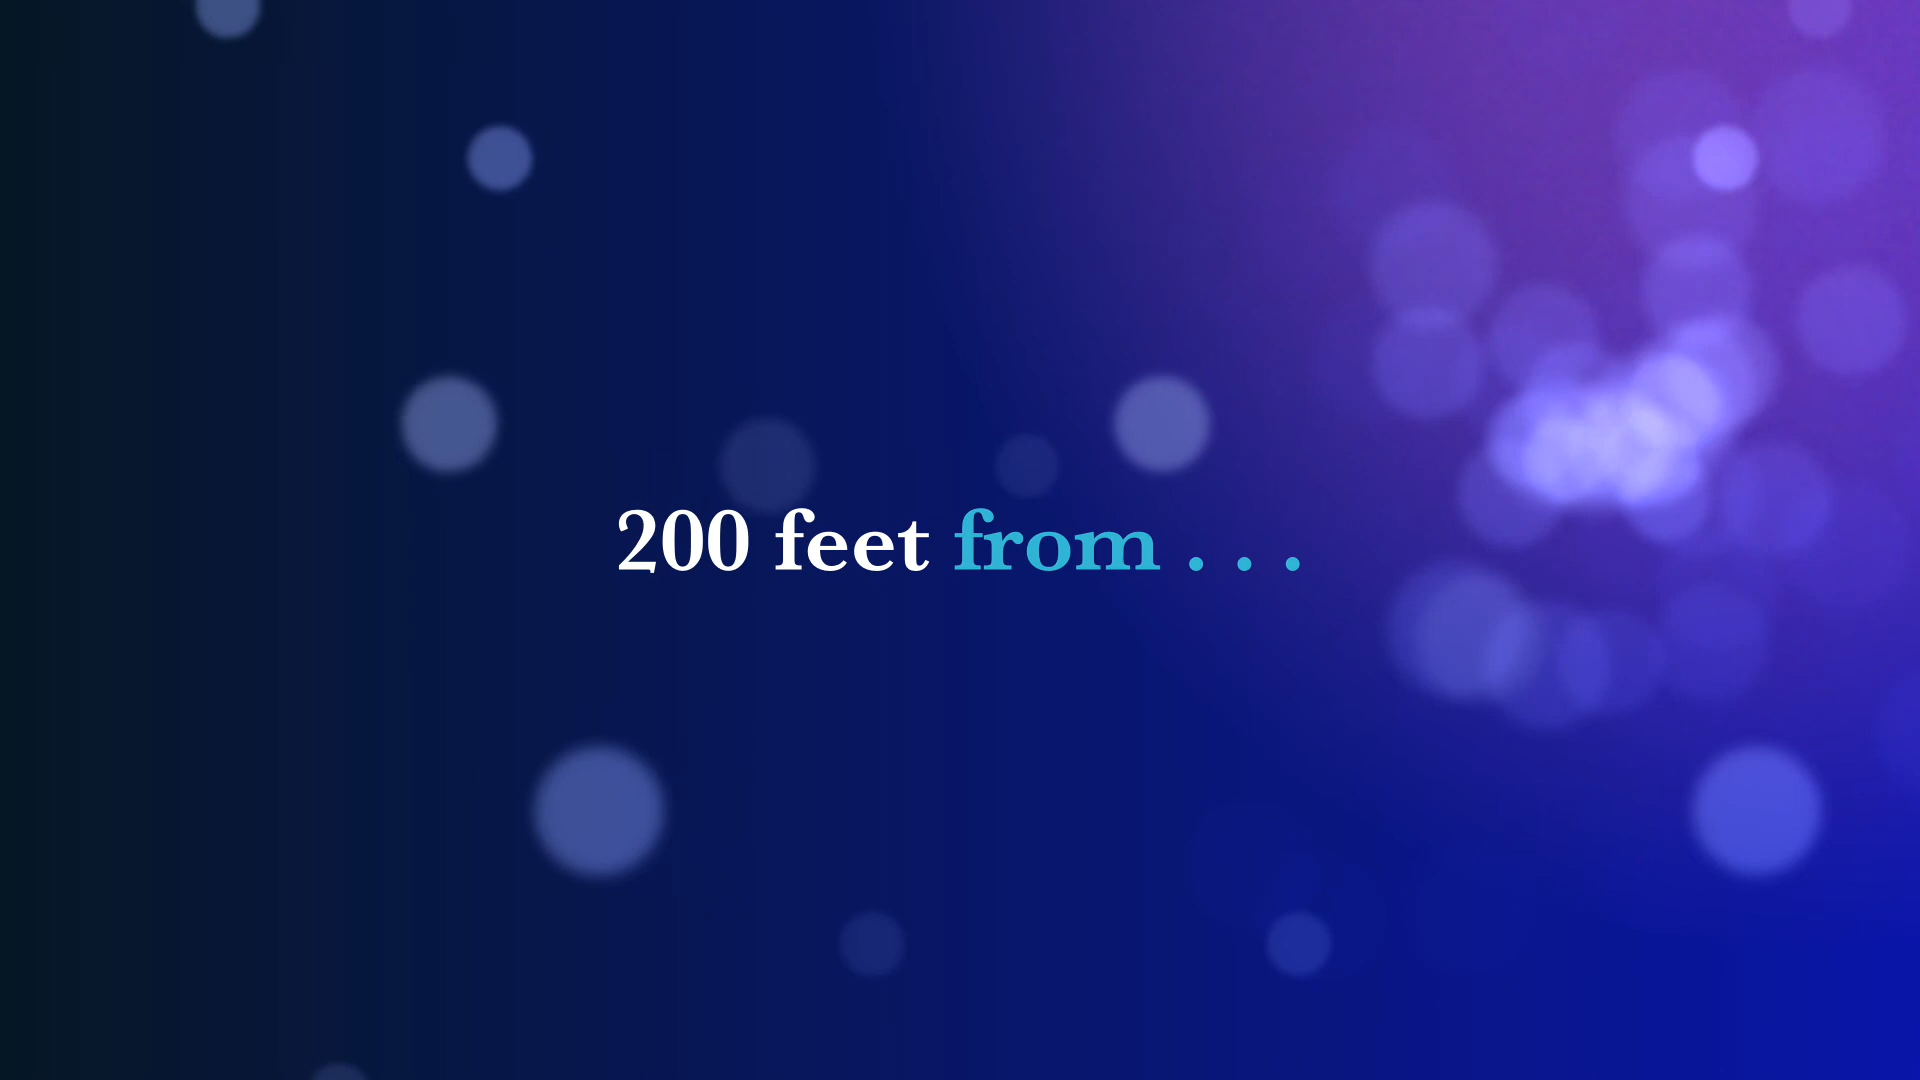 200 feet from . . .